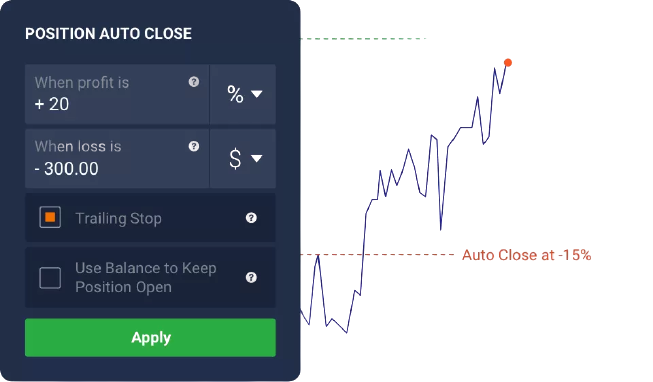 POSITION AUTO CLOSE
When profit is
?
+ 20
%
When loss is
?
- 300.00
$
Trailing Stop
?
Use Balance to Keep
Position Open
?
Apply
Auto Close at -15%